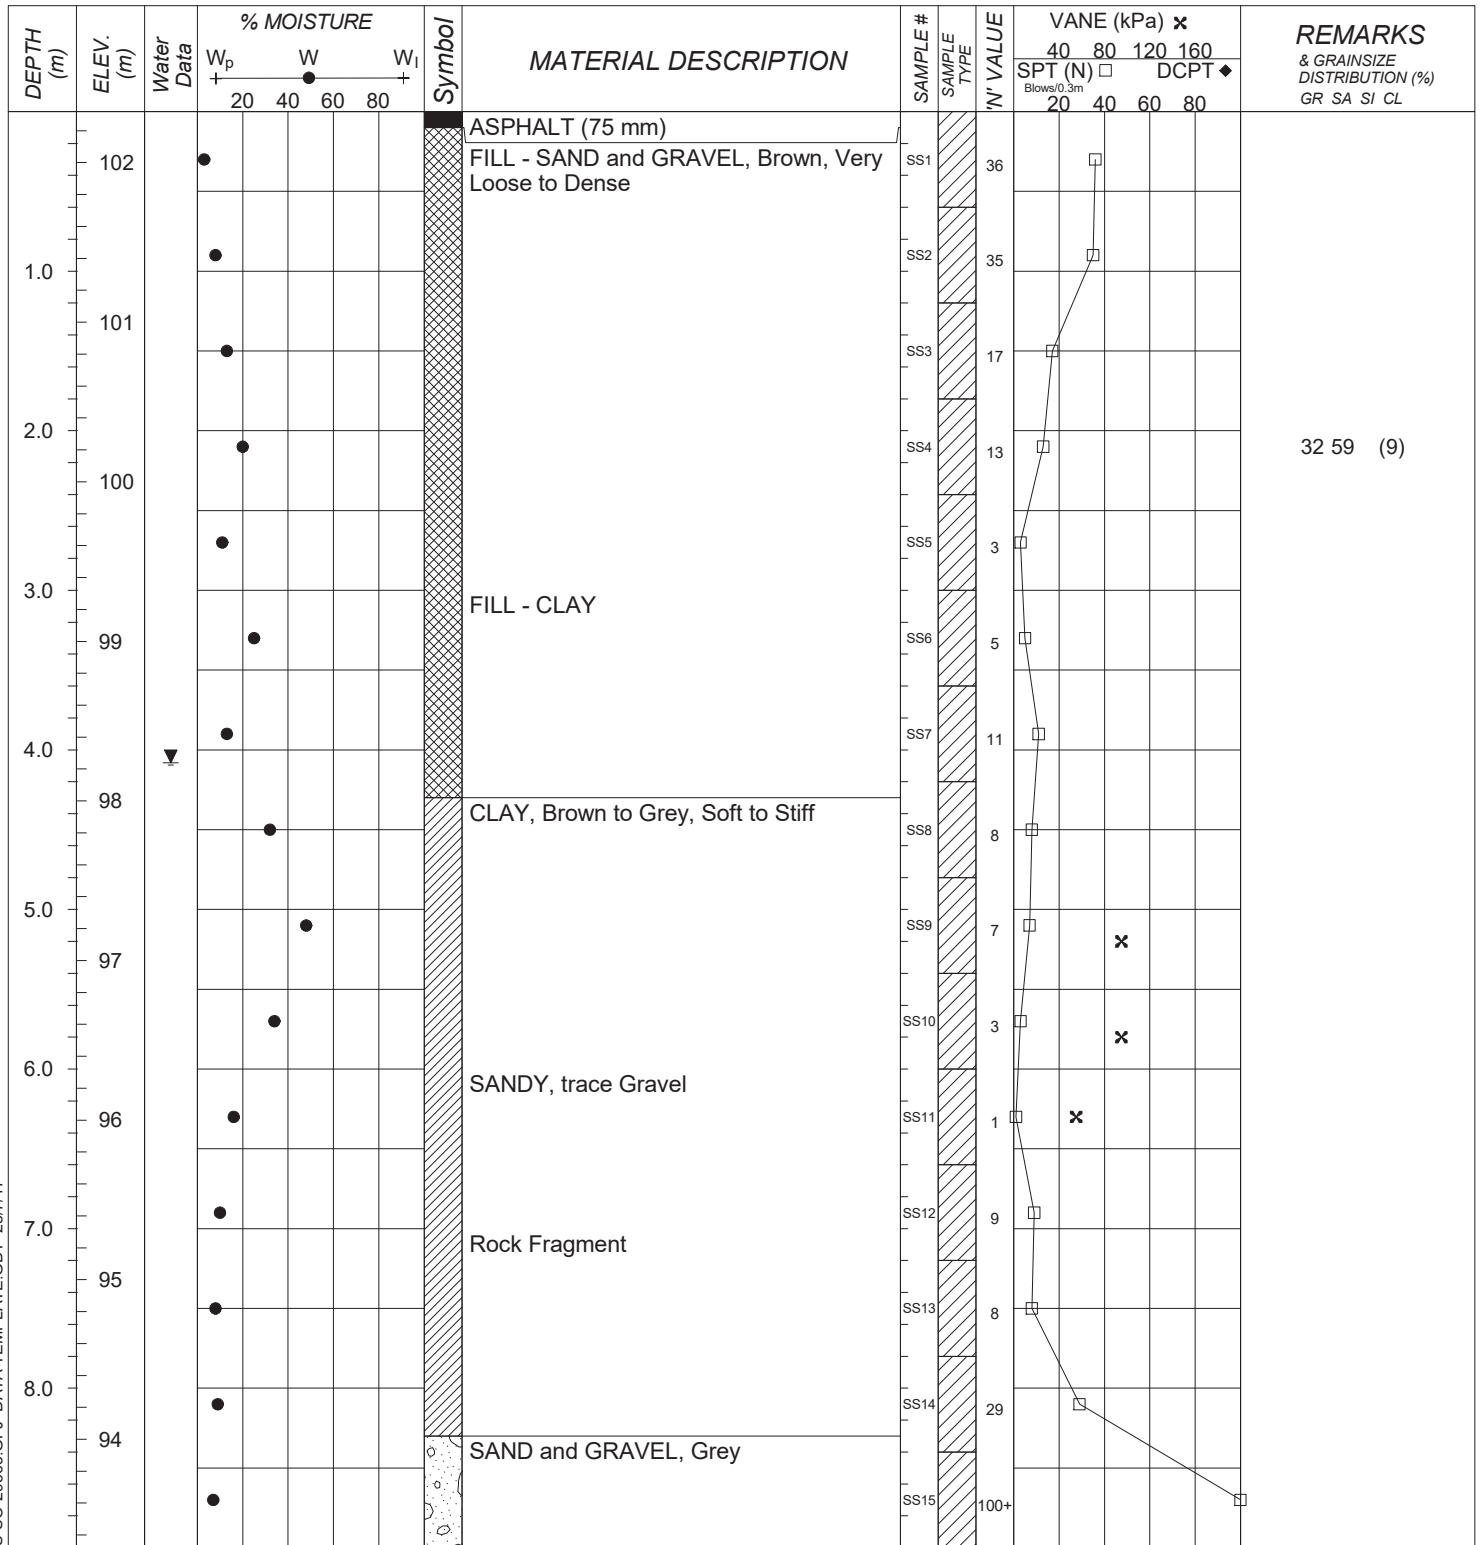 DEPTH (m)
ELEV. (m)
Water Data
% MOISTURE
Wp W Wl
20 40 60 80
Symbol
MATERIAL DESCRIPTION
SAMPLE #
SAMPLE TYPE
'N' VALUE
VANE (kPa)
40 80 120 160
SPT (N) DCPT
Blows/0.3m
20 40 60 80
REMARKS
& GRAINSIZE
DISTRIBUTION (%)
GR SA SI CL
ASPHALT (75 mm)
102
FILL - SAND and GRAVEL, Brown, Very
Loose to Dense
SS1 36
1.0
SS2 35
101
SS3 17
2.0
SS4 13
32 59 (9)
100
SS5 3
3.0
FILL - CLAY
99
SS6 5
SS7 11
4.0
98
CLAY, Brown to Grey, Soft to Stiff
SS8 8
5.0
SS9 7
97
SS10 3
6.0
SANDY, trace Gravel
96
SS11 1
SS12 9
7.0
Rock Fragment
95
SS13 8
8.0
SS14 29
94
SAND and GRAVEL, Grey
SS15 100+